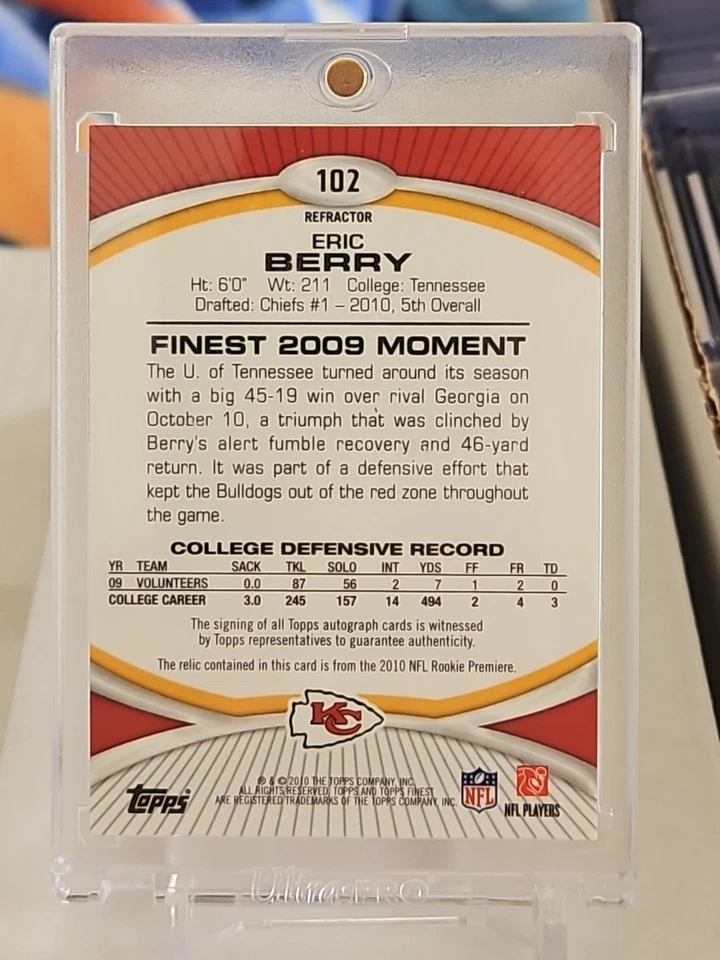 102
REFRACTOR
ERIC
BERRY
Ht: 6'0" Wt: 211 College: Tennessee
Drafted: Chiefs #1 – 2010, 5th Overall
FINEST 2009 MOMENT
The U. of Tennessee turned around its season
with a big 45-19 win over rival Georgia on
October 10, a triumph that was clinched by
Berry's alert fumble recovery and 46-yard
return. It was part of a defensive effort that
kept the Bulldogs out of the red zone throughout
the game.
COLLEGE DEFENSIVE RECORD
YR TEAM SACK TKL SOLO INT YDS FF FR TD
09 VOLUNTEERS 0.0 87 56 2 7 1 2 0
COLLEGE CAREER 3.0 245 157 14 494 2 4 3
The signing of all Topps autograph cards is witnessed
by Topps representatives to guarantee authenticity.
The relic contained in this card is from the 2010 NFL Rookie Premiere.
KC
® & © 2010 THE TOPPS COMPANY, INC.
ALL RIGHTS RESERVED. TOPPS AND TOPPS FINEST
ARE REGISTERED TRADEMARKS OF THE TOPPS COMPANY, INC.
Topps
NFL
NFL PLAYERS
Ultra·PRO